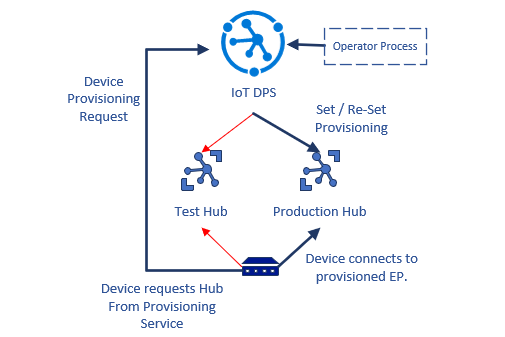 Operator Process
IoT DPS
Device
Provisioning
Request
Set / Re-Set
Provisioning
Test Hub
Production Hub
Device connects to
provisioned EP.
Device requests Hub
From Provisioning
Service